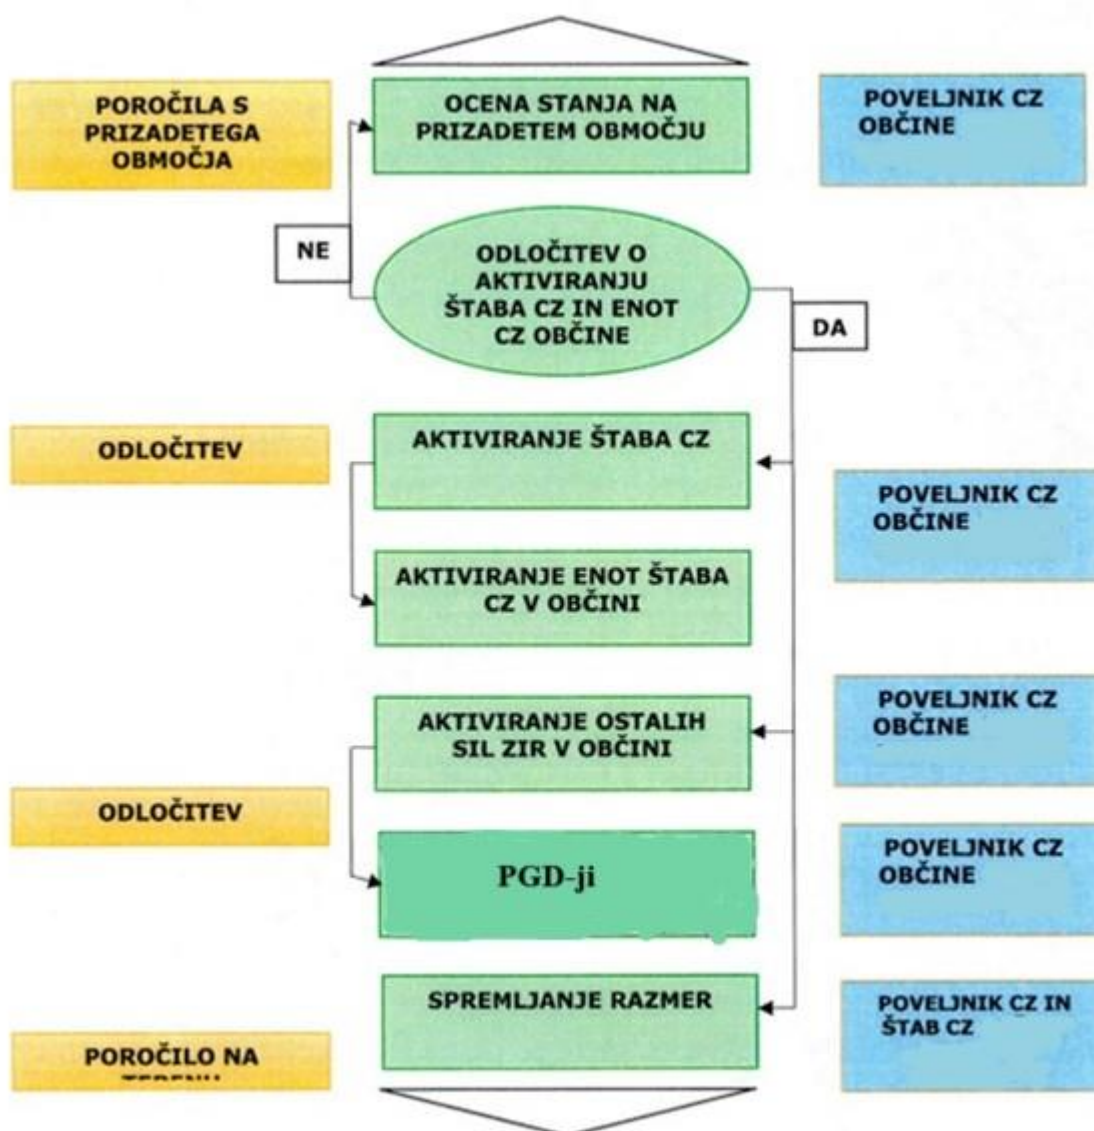 POROČILA S
PRIZADETEGA
OBMOČJA
OCENA STANJA NA
PRIZADETEM OBMOČJU
POVELJNIK CZ
OBČINE
NE
ODLOČITEV O
AKTIVIRANJU
ŠTABA CZ IN ENOT
CZ OBČINE
DA
ODLOČITEV
AKTIVIRANJE ŠTABA CZ
POVELJNIK CZ
OBČINE
AKTIVIRANJE ENOT ŠTABA
CZ V OBČINI
AKTIVIRANJE OSTALIH
SIL ZIR V OBČINI
POVELJNIK CZ
OBČINE
ODLOČITEV
PGD-ji
POVELJNIK CZ
OBČINE
SPREMLJANJE RAZMER
POVELJNIK CZ IN
ŠTAB CZ
POROČILO NA